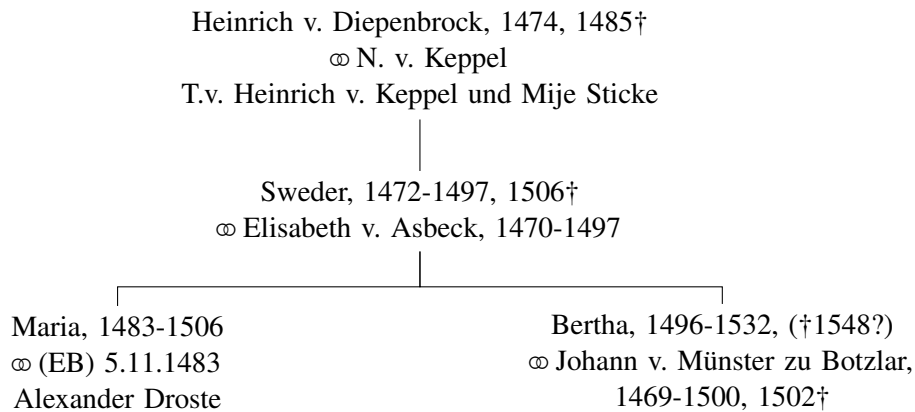 Heinrich v. Diepenbrock, 1474, 1485†
⚭ N. v. Keppel
T.v. Heinrich v. Keppel und Mije Sticke
Sweder, 1472-1497, 1506†
⚭ Elisabeth v. Asbeck, 1470-1497
Maria, 1483-1506
⚭ (EB) 5.11.1483
Alexander Droste
Bertha, 1496-1532, (†1548?)
⚭ Johann v. Münster zu Botzlar,
1469-1500, 1502†